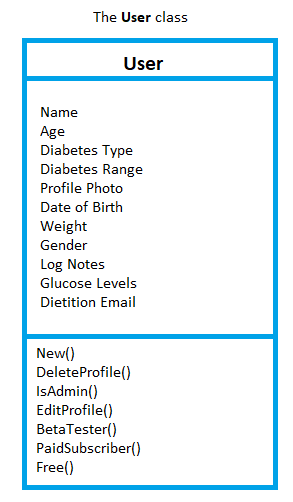 The User class
User
Name
Age
Diabetes Type
Diabetes Range
Profile Photo
Date of Birth
Weight
Gender
Log Notes
Glucose Levels
Dietition Email
New()
DeleteProfile()
IsAdmin()
EditProfile()
BetaTester()
PaidSubscriber()
Free()